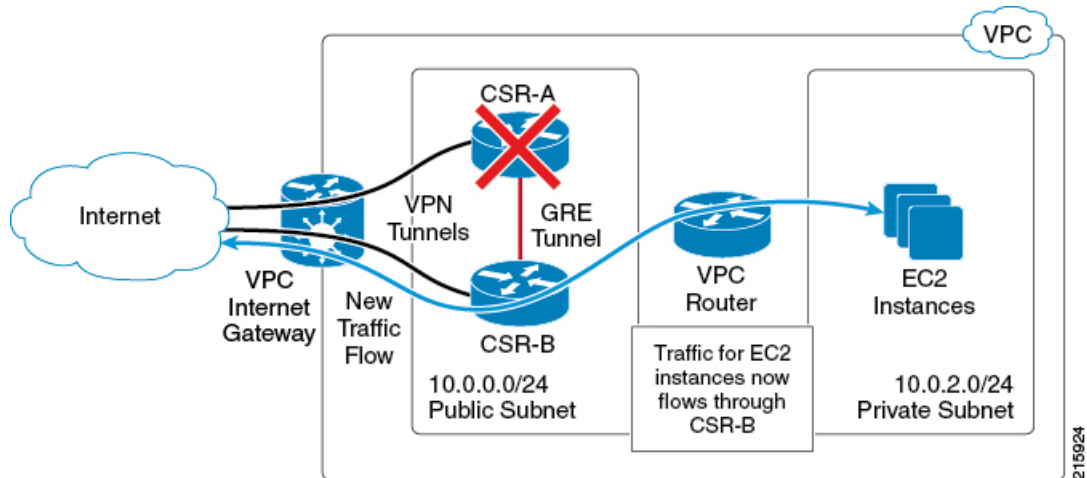 VPC
CSR-A
Internet
VPN
Tunnels
GRE
Tunnel
VPC
Internet
Gateway
New
Traffic
Flow
CSR-B
VPC
Router
EC2
Instances
10.0.0.0/24
Public Subnet
Traffic for EC2
instances now
flows through
CSR-B
10.0.2.0/24
Private Subnet
215924